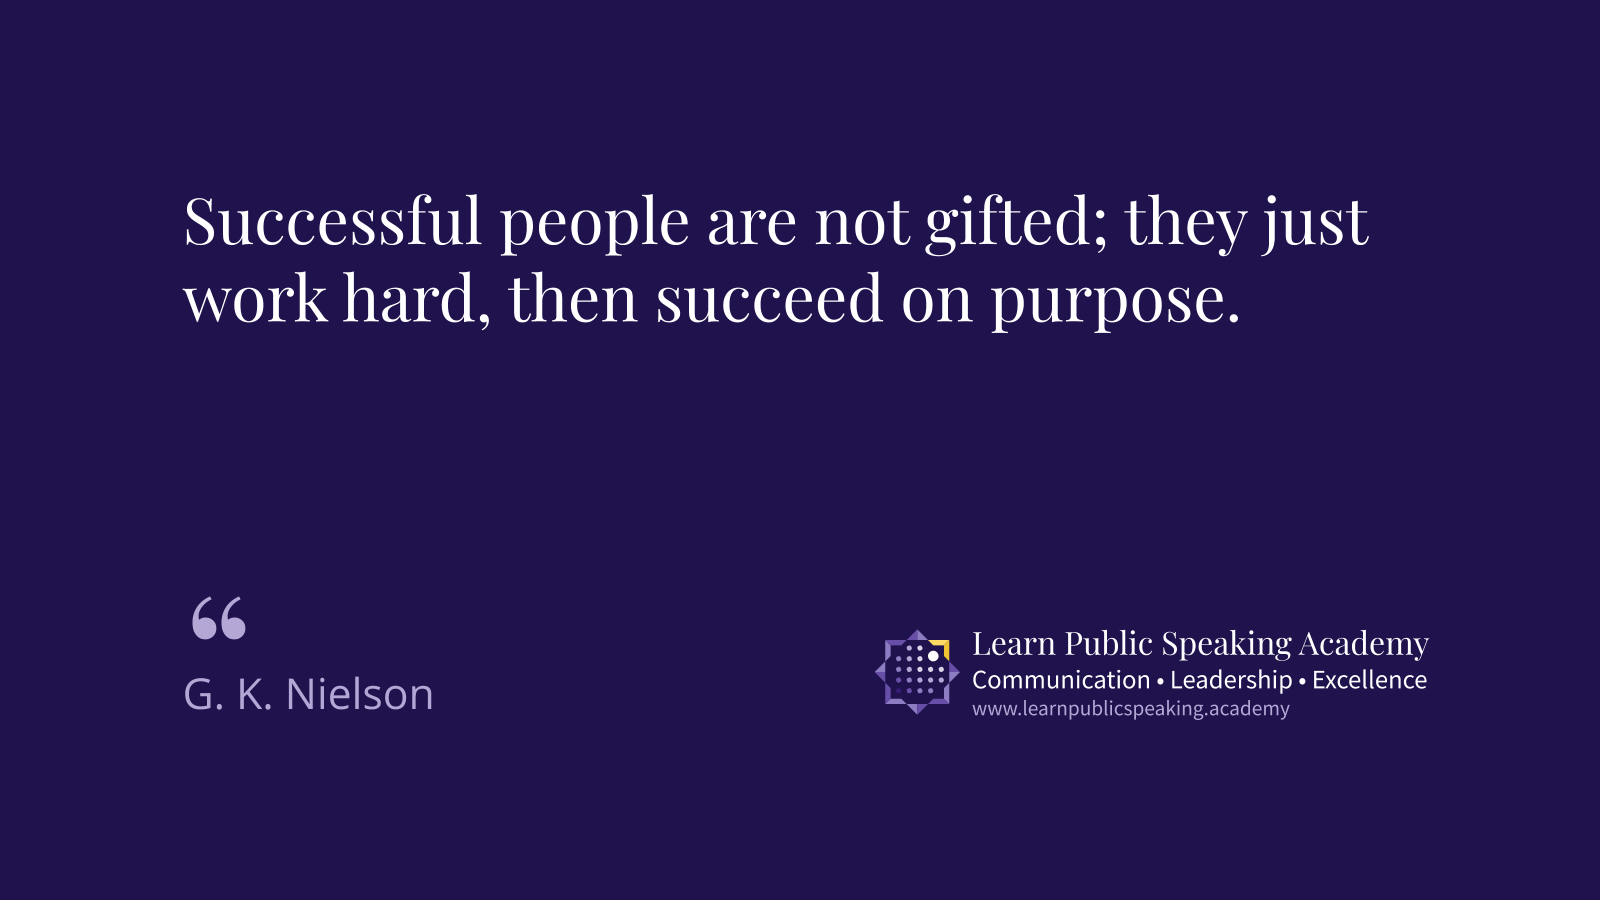 Successful people are not gifted; they just
work hard, then succeed on purpose.
“
G. K. Nielson
Learn Public Speaking Academy
Communication • Leadership • Excellence
www.learnpublicspeaking.academy